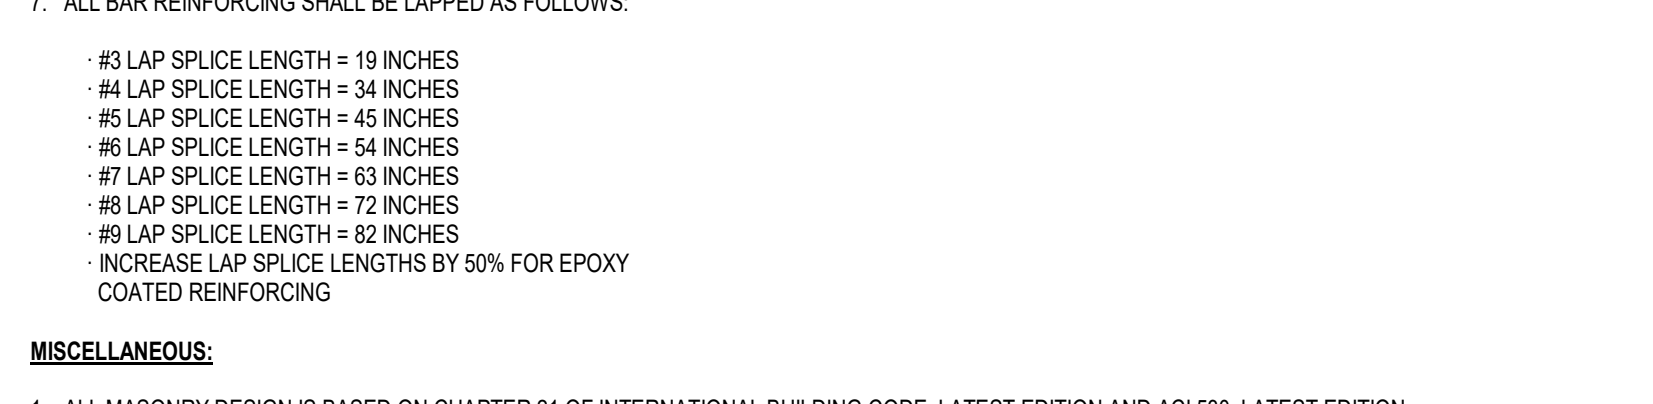 7. ALL BAR REINFORCING SHALL BE LAPPED AS FOLLOWS:
· #3 LAP SPLICE LENGTH = 19 INCHES
· #4 LAP SPLICE LENGTH = 34 INCHES
· #5 LAP SPLICE LENGTH = 45 INCHES
· #6 LAP SPLICE LENGTH = 54 INCHES
· #7 LAP SPLICE LENGTH = 63 INCHES
· #8 LAP SPLICE LENGTH = 72 INCHES
· #9 LAP SPLICE LENGTH = 82 INCHES
· INCREASE LAP SPLICE LENGTHS BY 50% FOR EPOXY
COATED REINFORCING
MISCELLANEOUS:
1. ALL MASONRY DESIGN IS BASED ON CHAPTER 21 OF INTERNATIONAL BUILDING CODE, LATEST EDITION AND ACI 530, LATEST EDITION